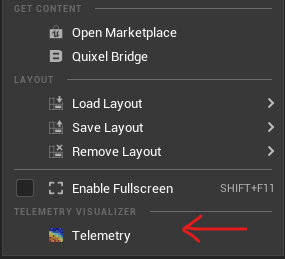 GET CONTENT
Open Marketplace
Quixel Bridge
LAYOUT
Load Layout
Save Layout
Remove Layout
Enable Fullscreen SHIFT+F11
TELEMETRY VISUALIZER
Telemetry